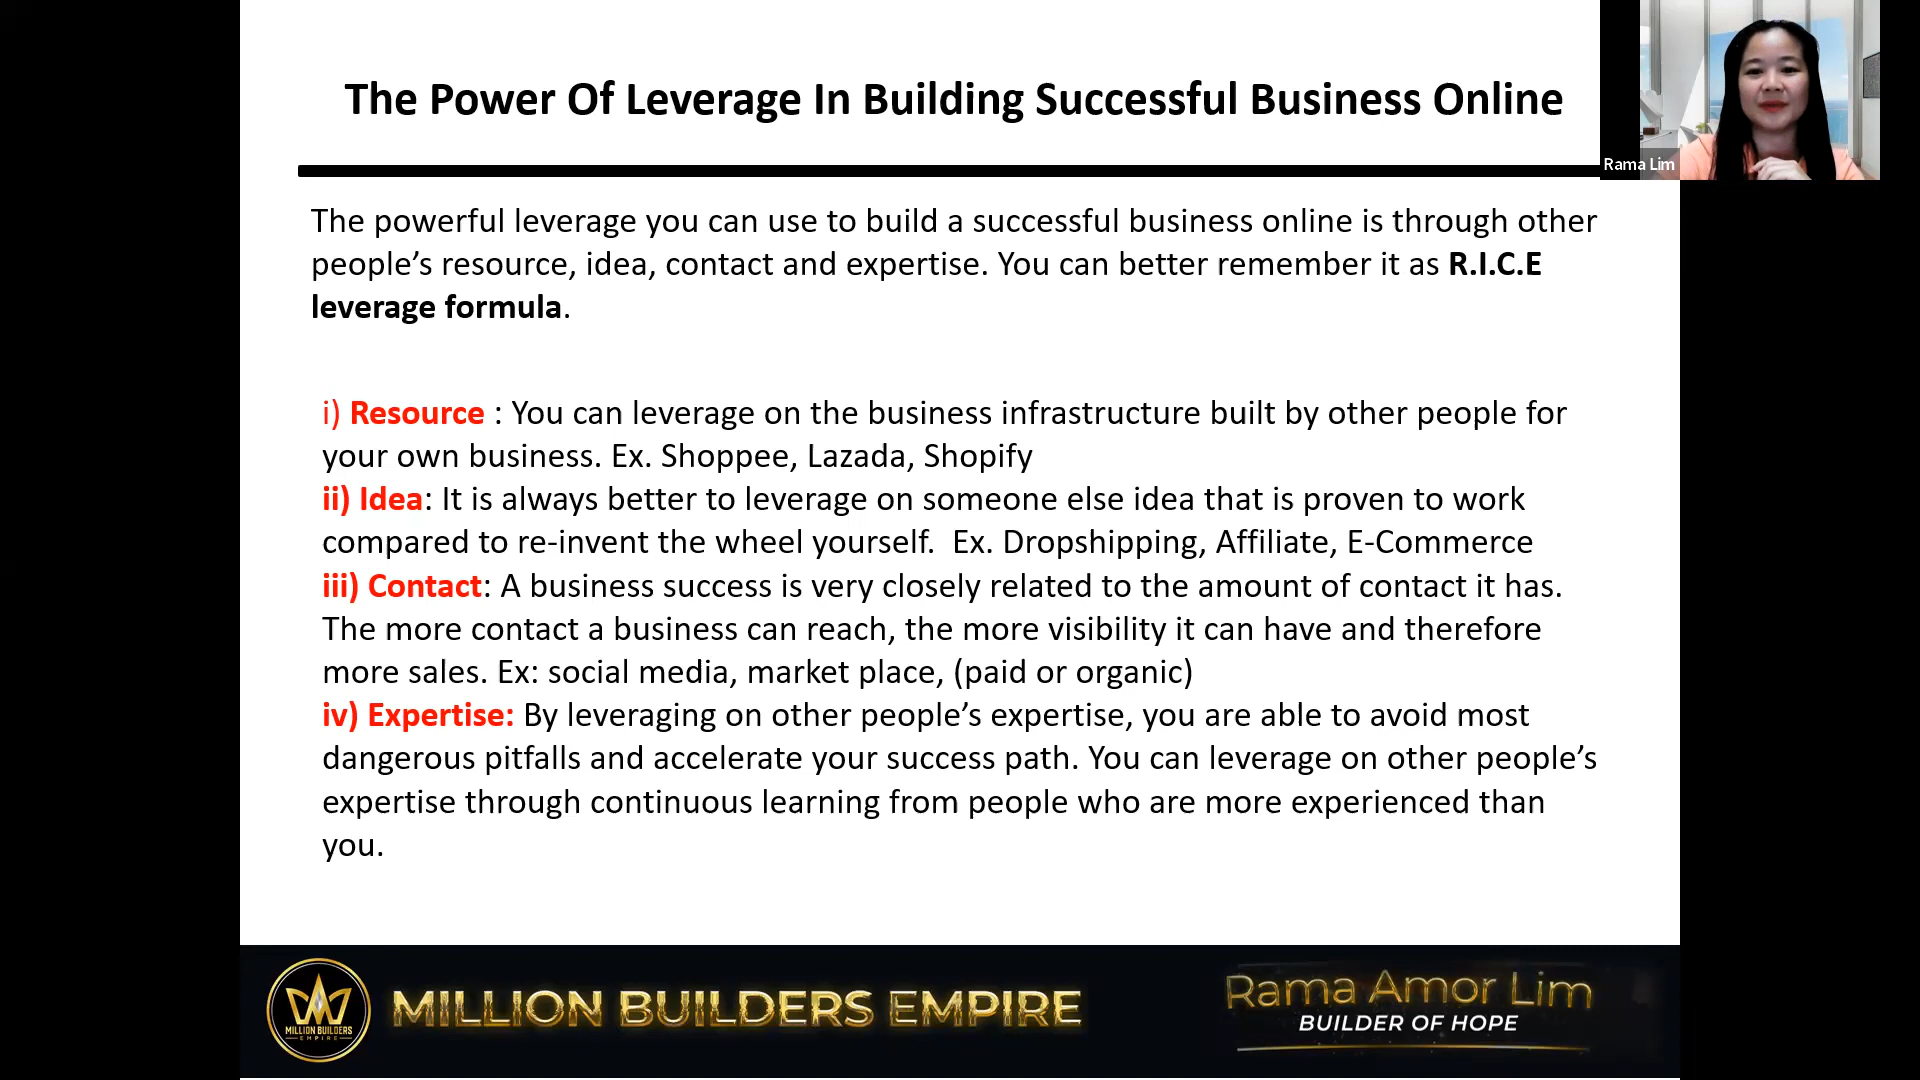 The Power Of Leverage In Building Successful Business Online
Rama Lim
The powerful leverage you can use to build a successful business online is through other
people’s resource, idea, contact and expertise. You can better remember it as R.I.C.E
leverage formula.
i) Resource : You can leverage on the business infrastructure built by other people for
your own business. Ex. Shoppee, Lazada, Shopify
ii) Idea: It is always better to leverage on someone else idea that is proven to work
compared to re-invent the wheel yourself.  Ex. Dropshipping, Affiliate, E-Commerce
iii) Contact: A business success is very closely related to the amount of contact it has.
The more contact a business can reach, the more visibility it can have and therefore
more sales. Ex: social media, market place, (paid or organic)
iv) Expertise: By leveraging on other people’s expertise, you are able to avoid most
dangerous pitfalls and accelerate your success path. You can leverage on other people’s
expertise through continuous learning from people who are more experienced than
you.
MILLION BUILDERS
EMPIRE
MILLION BUILDERS EMPIRE
Rama Amor Lim
BUILDER OF HOPE